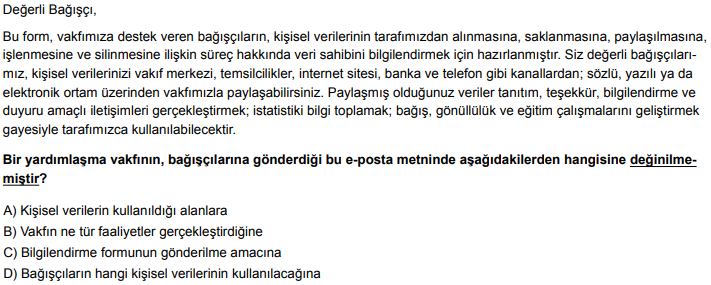 Değerli Bağışçı,
Bu form, vakfımıza destek veren bağışçıların, kişisel verilerinin tarafımızdan alınmasına, saklanmasına, paylaşılmasına,
işlenmesine ve silinmesine ilişkin süreç hakkında veri sahibini bilgilendirmek için hazırlanmıştır. Siz değerli bağışçıları-
mız, kişisel verilerinizi vakıf merkezi, temsilcilikler, internet sitesi, banka ve telefon gibi kanallardan; sözlü, yazılı ya da
elektronik ortam üzerinden vakfımızla paylaşabilirsiniz. Paylaşmış olduğunuz veriler tanıtım, teşekkür, bilgilendirme ve
duyuru amaçlı iletişimleri gerçekleştirmek; istatistiki bilgi toplamak; bağış, gönüllülük ve eğitim çalışmalarını geliştirmek
gayesiyle tarafımızca kullanılabilecektir.
Bir yardımlaşma vakfının, bağışçılarına gönderdiği bu e-posta metninde aşağıdakilerden hangisine değinilme-
miştir?
A) Kişisel verilerin kullanıldığı alanlara
B) Vakfın ne tür faaliyetler gerçekleştirdiğine
C) Bilgilendirme formunun gönderilme amacına
D) Bağışçıların hangi kişisel verilerinin kullanılacağına